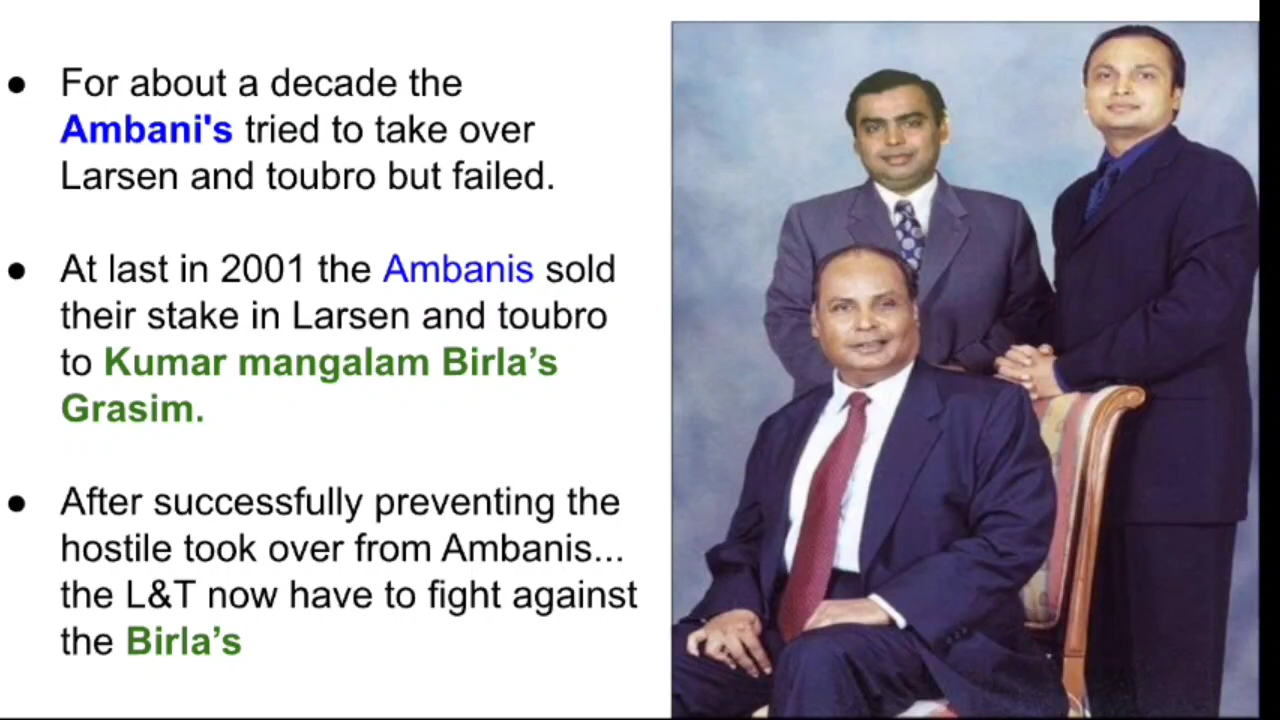 ● For about a decade the
Ambani's tried to take over
Larsen and toubro but failed.
● At last in 2001 the Ambanis sold
their stake in Larsen and toubro
to Kumar mangalam Birla’s
Grasim.
● After successfully preventing the
hostile took over from Ambanis...
the L&T now have to fight against
the Birla’s